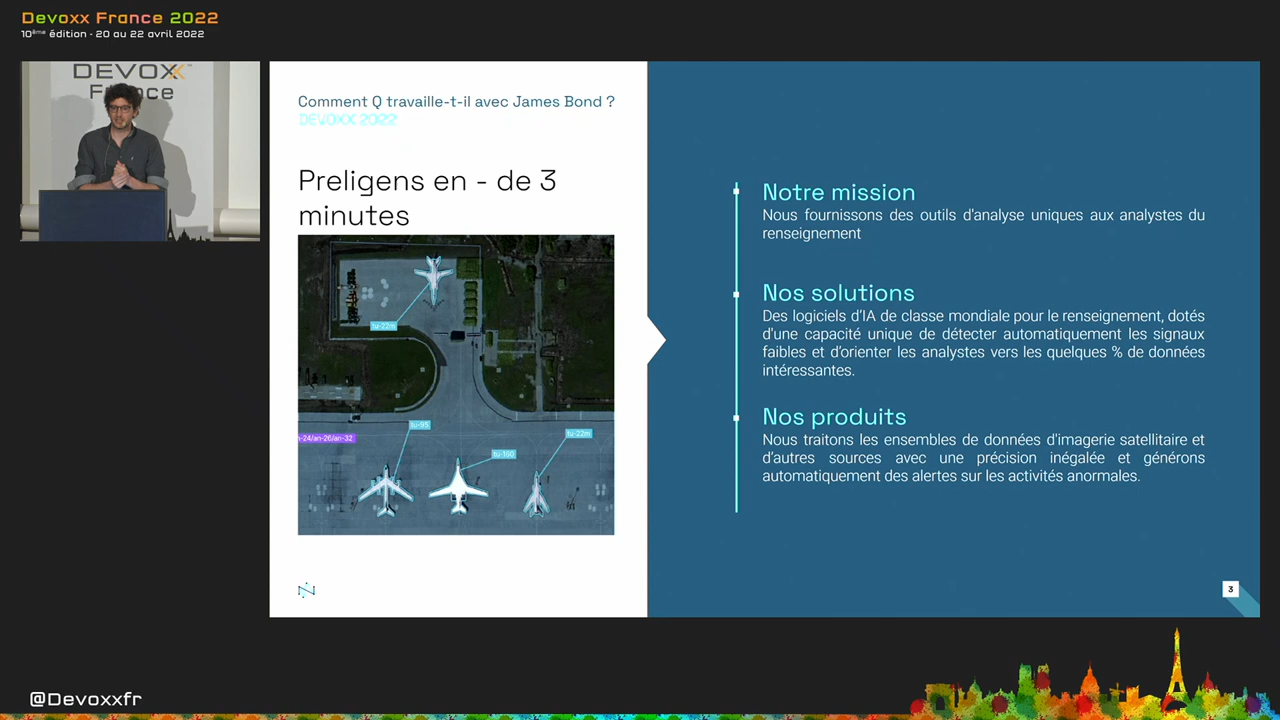 Devoxx France 2022
10ème édition - 20 au 22 avril 2022
DEVOXX
France
Comment Q travaille-t-il avec James Bond ?
DEVOXX 2022
Preligens en - de 3
minutes
tu-22m
tu-95
n-24/an-26/an-32
tu-22m
tu-160
Notre mission
Nous fournissons des outils d'analyse uniques aux analystes du
renseignement
Nos solutions
Des logiciels d'IA de classe mondiale pour le renseignement, dotés
d'une capacité unique de détecter automatiquement les signaux
faibles et d'orienter les analystes vers les quelques % de données
intéressantes.
Nos produits
Nous traitons les ensembles de données d'imagerie satellitaire et
d'autres sources avec une précision inégalée et générons
automatiquement des alertes sur les activités anormales.
3
@Devoxxfr